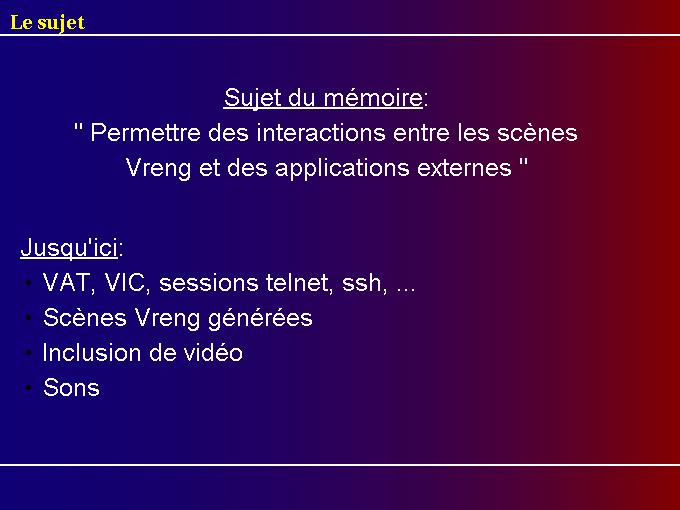 Le sujet
Sujet du mémoire:
" Permettre des interactions entre les scènes
Vreng et des applications externes "
Jusqu'ici:
• VAT, VIC, sessions telnet, ssh, ...
• Scènes Vreng générées
• Inclusion de vidéo
• Sons